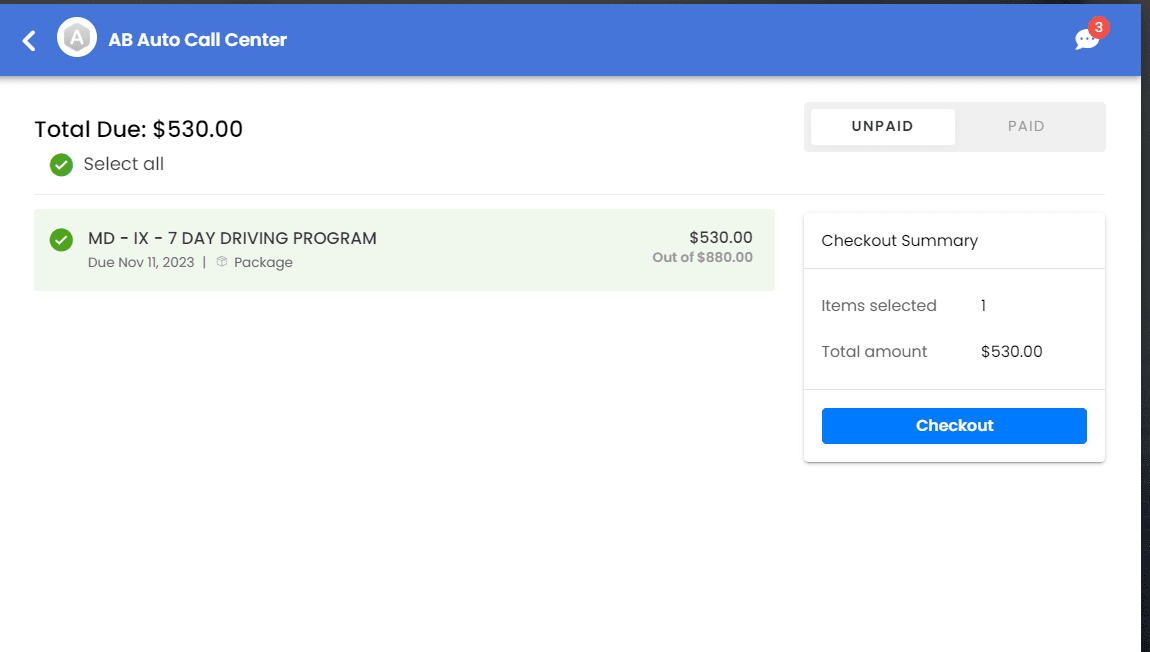 A
AB Auto Call Center
3
Total Due: $530.00
UNPAID
PAID
Select all
MD - IX - 7 DAY DRIVING PROGRAM
$530.00
Due Nov 11, 2023 | Package
Out of $880.00
Checkout Summary
Items selected 1
Total amount $530.00
Checkout